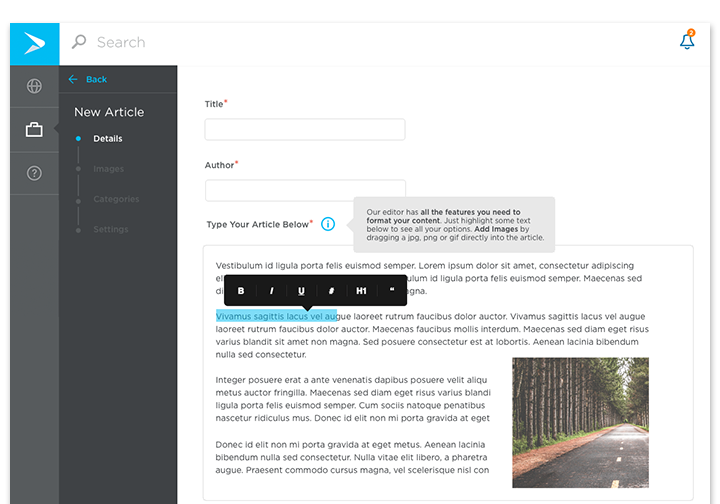 Search
2
Back
New Article
Details
Images
Categories
Settings
Title*
Author*
Type Your Article Below*
Our editor has all the features you need to
format your content. Just highlight some text
below to see all your options. Add Images by
dragging a jpg, png or gif directly into the article.
Vestibulum id ligula porta felis euismod semper. Lorem ipsum dolor sit amet, consectetur adipiscing
ulum id ligula porta felis euismod semper. Maecenas sed
B I U # H1 “
Vivamus sagittis lacus vel augue laoreet rutrum faucibus dolor auctor. Vivamus sagittis lacus vel augue
laoreet rutrum faucibus dolor auctor. Maecenas faucibus mollis interdum. Maecenas sed diam eget risus
varius blandit sit amet non magna. Sed posuere consectetur est at lobortis. Aenean lacinia bibendum
nulla sed consectetur.
Integer posuere erat a ante venenatis dapibus posuere velit aliqu
metus auctor fringilla. Maecenas sed diam eget risus varius blandi
ligula porta felis euismod semper. Cum sociis natoque penatibus
nascetur ridiculus mus. Donec id elit non mi porta gravida at eget
Donec id elit non mi porta gravida at eget metus. Aenean lacinia
bibendum nulla sed consectetur. Nulla vitae elit libero, a pharetra
augue. Praesent commodo cursus magna, vel scelerisque nisl con